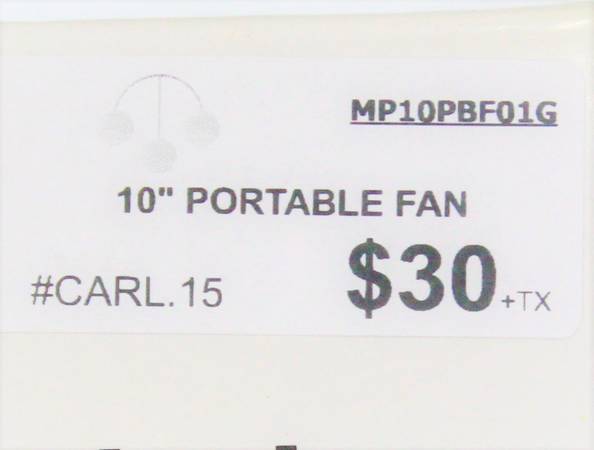 MP10PBF01G
10" PORTABLE FAN
#CARL.15 $30+TX